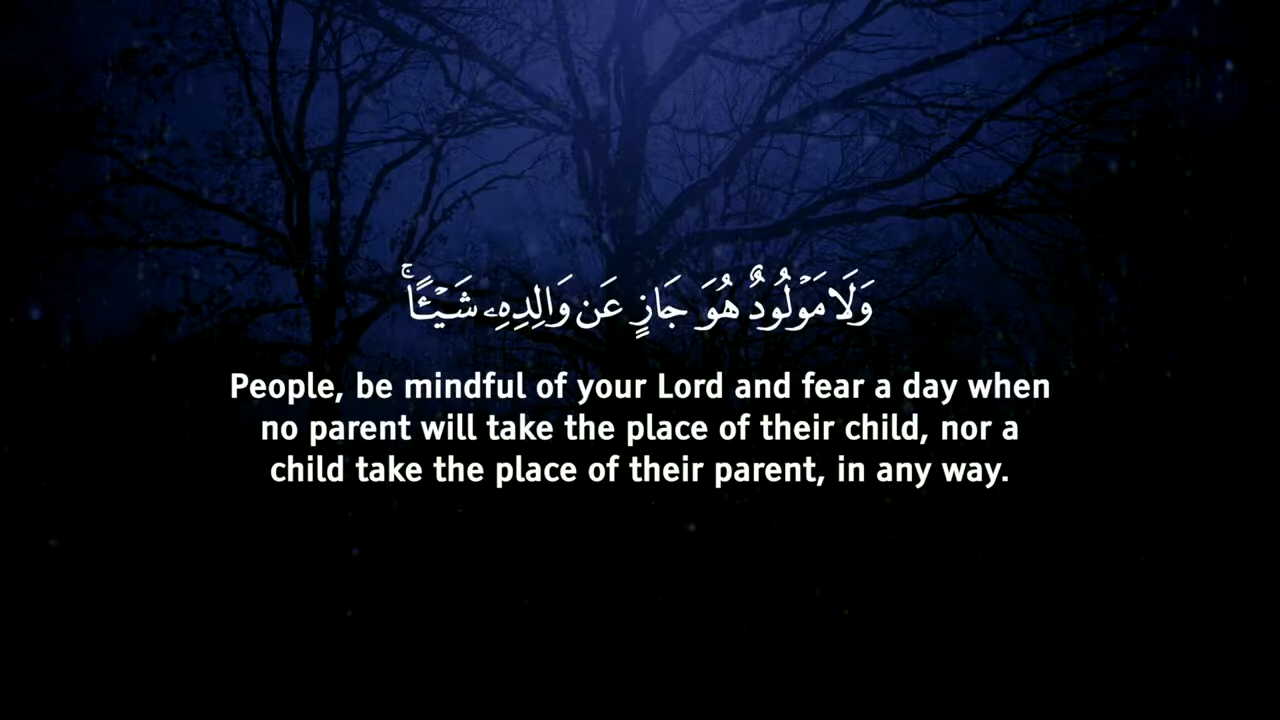 وَلَا مَوْلُودٌ هُوَ جَازٍ عَن وَالِدِهِۦ شَيْـًٔا ۚ
People, be mindful of your Lord and fear a day when
no parent will take the place of their child, nor a
child take the place of their parent, in any way.